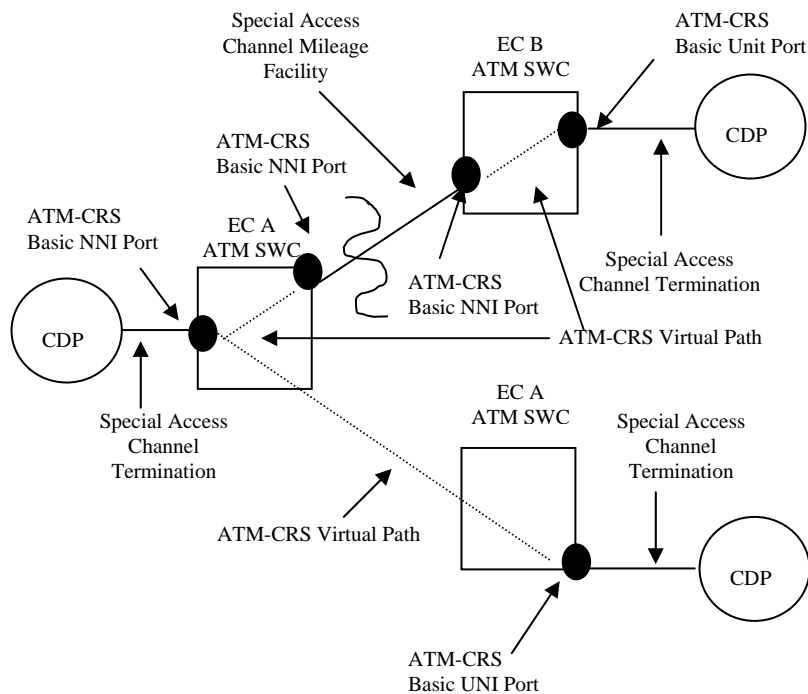 Special Access
Channel Mileage
Facility
EC B
ATM SWC
ATM-CRS
Basic Unit Port
CDP
ATM-CRS
Basic NNI Port
ATM-CRS
Basic NNI Port
EC A
ATM SWC
CDP
ATM-CRS
Basic NNI Port
Special Access
Channel Termination
ATM-CRS Virtual Path
Special Access
Channel
Termination
EC A
ATM SWC
Special Access
Channel
Termination
ATM-CRS Virtual Path
CDP
ATM-CRS
Basic UNI Port